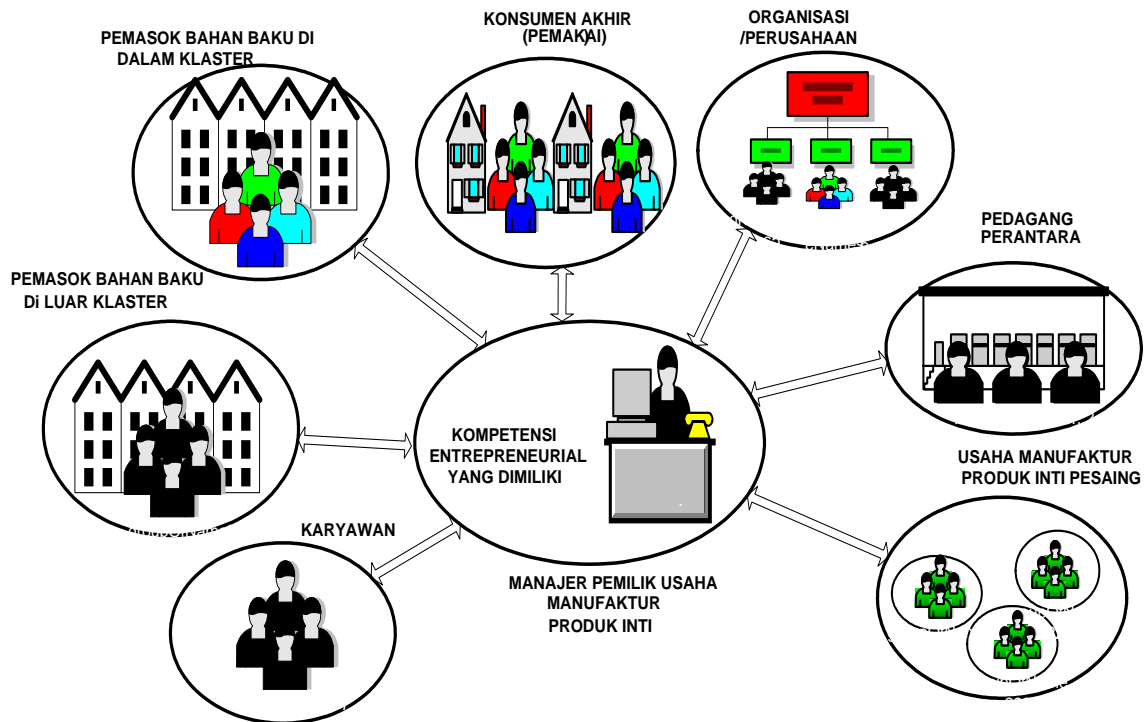 KONSUMEN AKHIR
(PEMAKAI)
ORGANISASI
/PERUSAHAAN
PEMASOK BAHAN BAKU DI
DALAM KLASTER
PEDAGANG
PERANTARA
PEMASOK BAHAN BAKU
Di LUAR KLASTER
KOMPETENSI
ENTREPRENEURIAL
YANG DIMILIKI
USAHA MANUFAKTUR
PRODUK INTI PESAING
KARYAWAN
MANAJER PEMILIK USAHA
MANUFAKTUR
PRODUK INTI